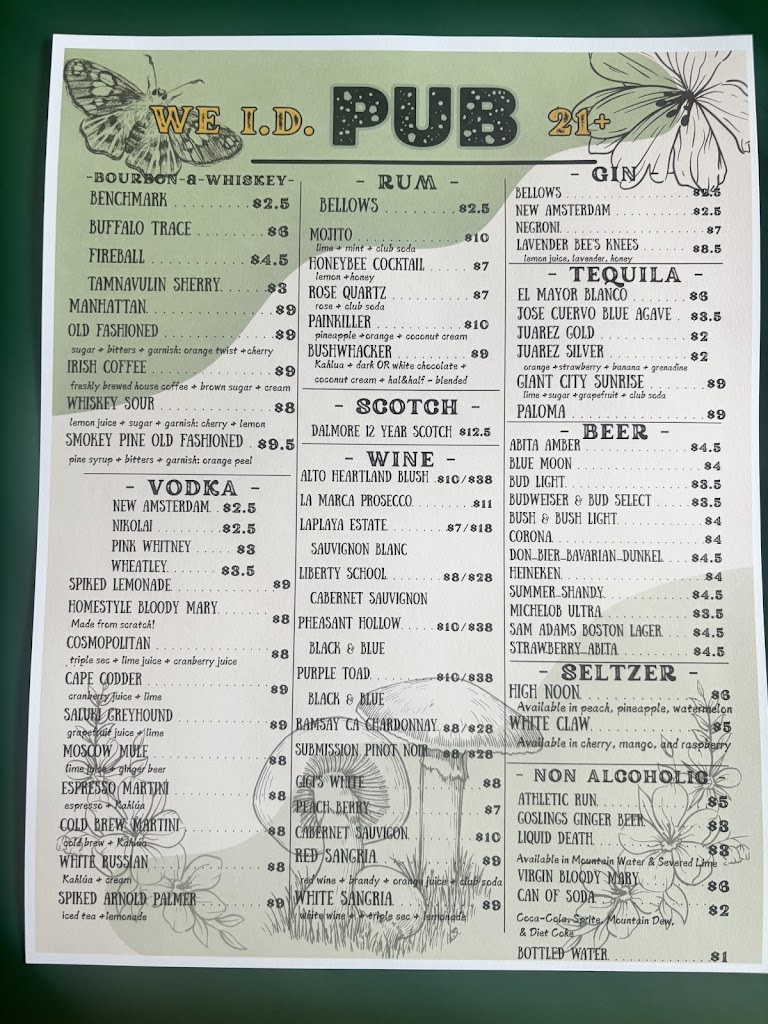 WE I.D. PUB 21+
-BOURBON-&-WHISKEY-
BENCHMARK $2.5
BUFFALO TRACE $6
FIREBALL $4.5
TAMNAVULIN SHERRY $3
MANHATTAN $9
OLD FASHIONED $9
sugar + bitters + garnish: orange twist +cherry
IRISH COFFEE $9
freshly brewed house coffee + brown sugar + cream
WHISKEY SOUR $8
lemon juice + sugar + garnish: cherry + lemon
SMOKEY PINE OLD FASHIONED $9.5
pine syrup + bitters + garnish: orange peel
- VODKA -
NEW AMSTERDAM $2.5
NIKOLAI $2.5
PINK WHITNEY $3
WHEATLEY $3.5
SPIKED LEMONADE $9
HOMESTYLE BLOODY MARY $8
Made from scratch!
COSMOPOLITAN $8
triple sec + lime juice + cranberry juice
CAPE CODDER $9
cranberry juice + lime
SALUKI GREYHOUND $9
grapefruit juice + lime
MOSCOW MULE $8
lime juice + ginger beer
ESPRESSO MARTINI $8
espresso + Kahlúa
COLD BREW MARTINI $8
cold brew + Kahlúa
WHITE RUSSIAN $8
Kahlúa + cream
SPIKED ARNOLD PALMER $9
iced tea +lemonade
- RUM -
BELLOWS $2.5
MOJITO $10
lime + mint + club soda
HONEYBEE COCKTAIL $7
lemon +honey
ROSE QUARTZ $7
rose + club soda
PAINKILLER $10
pineapple +orange + coconut cream
BUSHWHACKER $9
Kahlua + dark OR white chocolate +
coconut cream + hal&half - blended
- SCOTCH -
DALMORE 12 YEAR SCOTCH $12.5
- WINE -
ALTO HEARTLAND BLUSH $10/$38
LA MARCA PROSECCO $11
LAPLAYA ESTATE $7/$18
SAUVIGNON BLANC
LIBERTY SCHOOL $8/$28
CABERNET SAUVIGNON
PHEASANT HOLLOW $10/$38
BLACK & BLUE
PURPLE TOAD $10/$38
BLACK & BLUE
RAMSAY CA CHARDONNAY $8/$28
SUBMISSION PINOT NOIR $8/$28
GIGI'S WHITE $8
PEACH BERRY $7
CABERNET SAUVIGON $10
RED SANGRIA $9
red wine + brandy + orange juice + club soda
WHITE SANGRIA $9
white wine + + triple sec + lemonade
- GIN -
BELLOWS $2.5
NEW AMSTERDAM $2.5
NEGRONI $7
LAVENDER BEE'S KNEES $8.5
lemon juice, lavender, honey
- TEQUILA -
EL MAYOR BLANCO $6
JOSE CUERVO BLUE AGAVE $3.5
JUAREZ GOLD $2
JUAREZ SILVER $2
orange +strawberry + banana + grenadine
GIANT CITY SUNRISE $9
lime + sugar +grapefruit + club soda
PALOMA $9
- BEER -
ABITA AMBER $4.5
BLUE MOON $4
BUD LIGHT $3.5
BUDWEISER & BUD SELECT $3.5
BUSH & BUSH LIGHT $4
CORONA $4
DON-BIER-BAVARIAN-DUNKEL $4.5
HEINEKEN $4
SUMMER-SHANDY $4.5
MICHELOB ULTRA $3.5
SAM ADAMS BOSTON LAGER $4.5
STRAWBERRY-ABITA $4.5
- SELTZER -
HIGH NOON $6
Available in peach, pineapple, watermelon
WHITE CLAW $5
Available in cherry, mango, and raspberry
- NON ALCOHOLIC -
ATHLETIC RUN $5
GOSLINGS GINGER BEER $3
LIQUID DEATH $3
Available in Mountain Water & Severed Lime
VIRGIN BLOODY MARY $6
CAN OF SODA $2
Coca-Cola, Sprite, Mountain Dew,
& Diet Coke
BOTTLED WATER $1